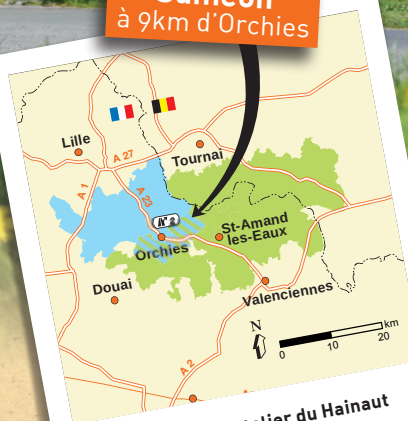 à 9km d'Orchies
Lille
A 27
Tournai
A 1
A 23
N° 2
St-Amand
les-Eaux
Orchies
Douai
Valenciennes
N
km
0 10 20
A 2
du Hainaut